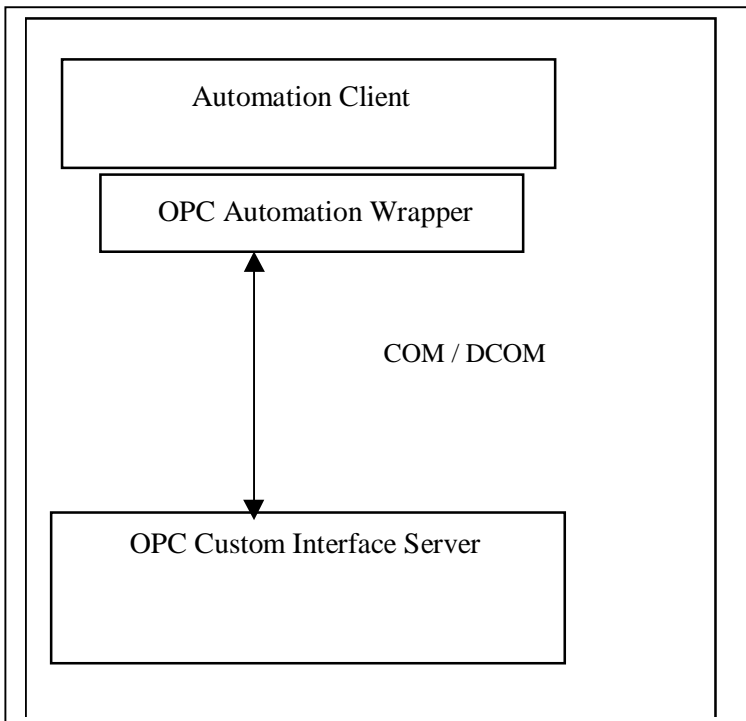 Automation Client
OPC Automation Wrapper
COM / DCOM
OPC Custom Interface Server